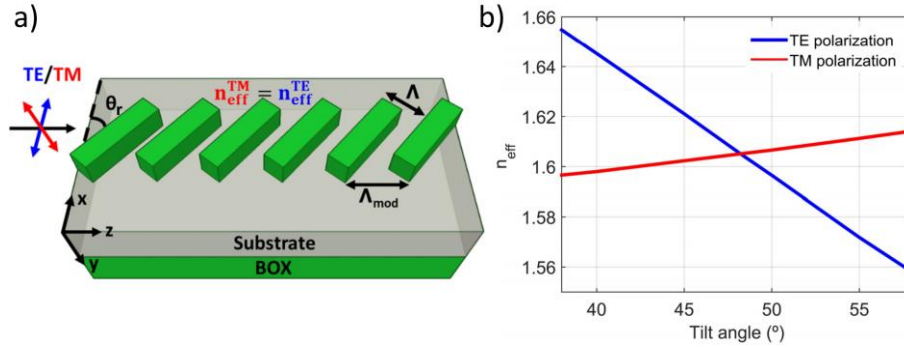 a)
TE/TM
θr
n_eff^TM = n_eff^TE
Λ
Λmod
x
z
y
Substrate
BOX
b)
TE polarization
TM polarization
1.66
1.64
1.62
1.6
1.58
1.56
neff
40 45 50 55
Tilt angle (º)